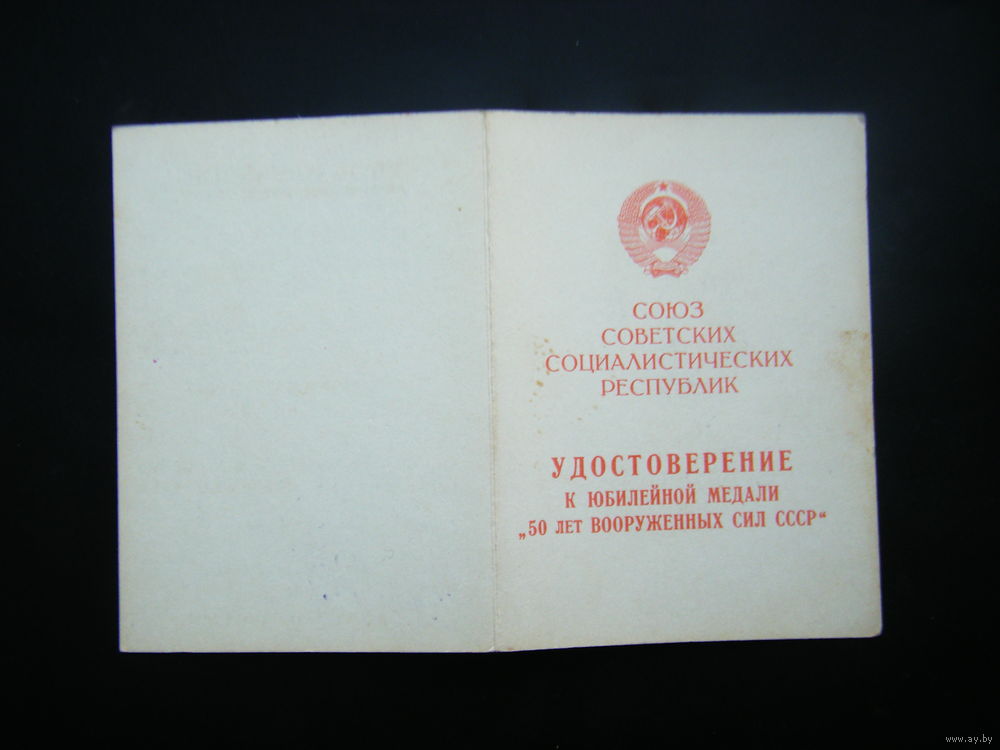 СОЮЗ
СОВЕТСКИХ
СОЦИАЛИСТИЧЕСКИХ
РЕСПУБЛИК
УДОСТОВЕРЕНИЕ
К ЮБИЛЕЙНОЙ МЕДАЛИ
„50 ЛЕТ ВООРУЖЕННЫХ СИЛ СССР“
www.ay.by